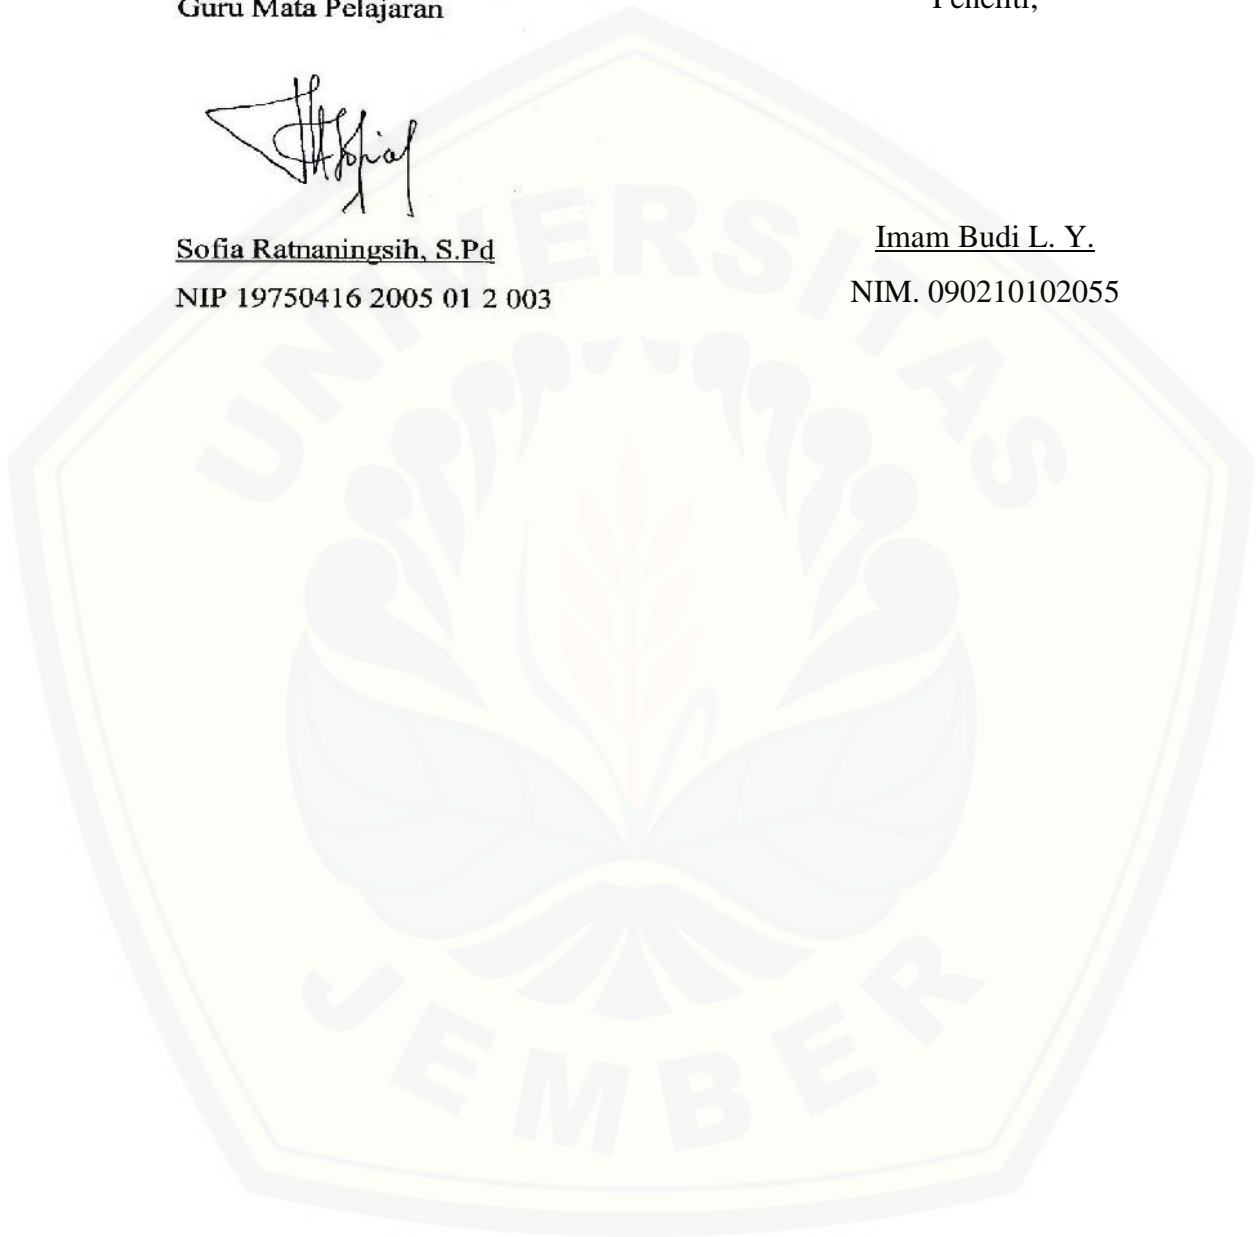 Guru Mata Pelajaran
Peneliti,
Sofia Ratnaningsih, S.Pd
NIP 19750416 2005 01 2 003
Imam Budi L. Y.
NIM. 090210102055
UNIVERSITAS
JEMBER